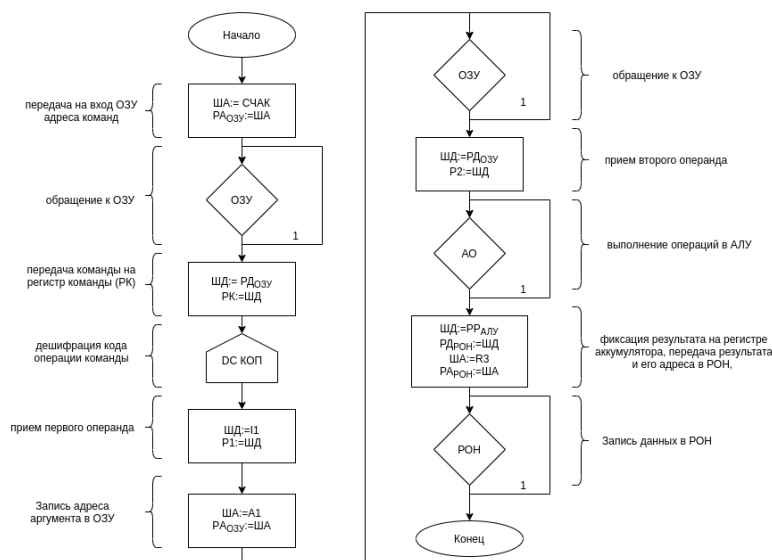 Начало
передача на вход ОЗУ
адреса команд
ША:= СЧАК
РАОЗУ:=ША
обращение к ОЗУ
ОЗУ
1
передача команды на
регистр команды (РК)
ШД:= РДОЗУ
РК:=ШД
дешифрация кода
операции команды
DC КОП
прием первого операнда
ШД:=I1
Р1:=ШД
Запись адреса
аргумента в ОЗУ
ША:=А1
РАОЗУ:=ША
ОЗУ
1
обращение к ОЗУ
ШД:=РДОЗУ
Р2:=ШД
прием второго операнда
АО
1
выполнение операций в АЛУ
ШД:=РРАЛУ
РДРОН:=ШД
ША:=R3
РАРОН:=ША
фиксация результата на регистре
аккумулятора, передача результата
и его адреса в РОН,
РОН
1
Запись данных в РОН
Конец